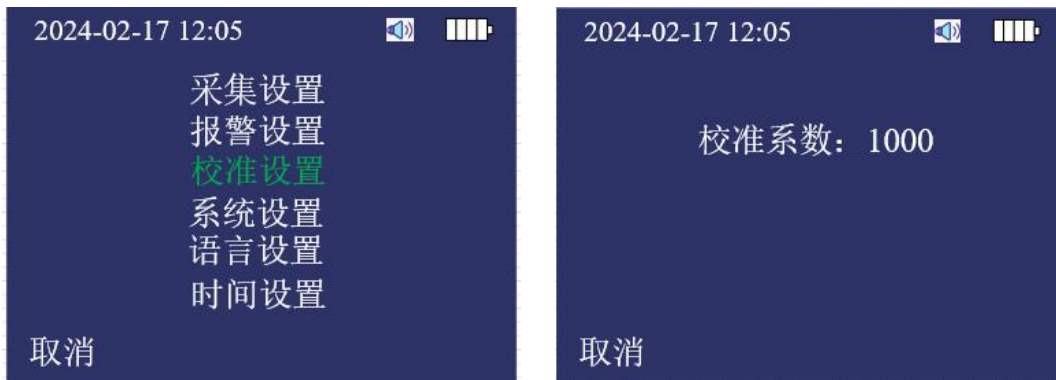 2024-02-17 12:05
采集设置
报警设置
校准设置
系统设置
语言设置
时间设置
取消
2024-02-17 12:05
校准系数：1000
取消